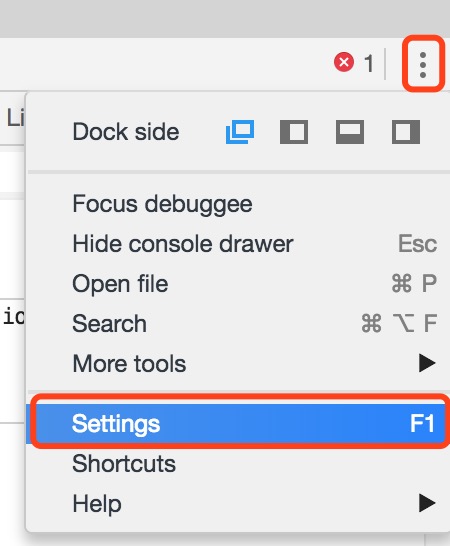 1
Li
Dock side
Focus debuggee
Hide console drawer Esc
Open file ⌘ P
Search ⌘ ⌥ F
io
More tools ▶
Settings F1
Shortcuts
Help ▶